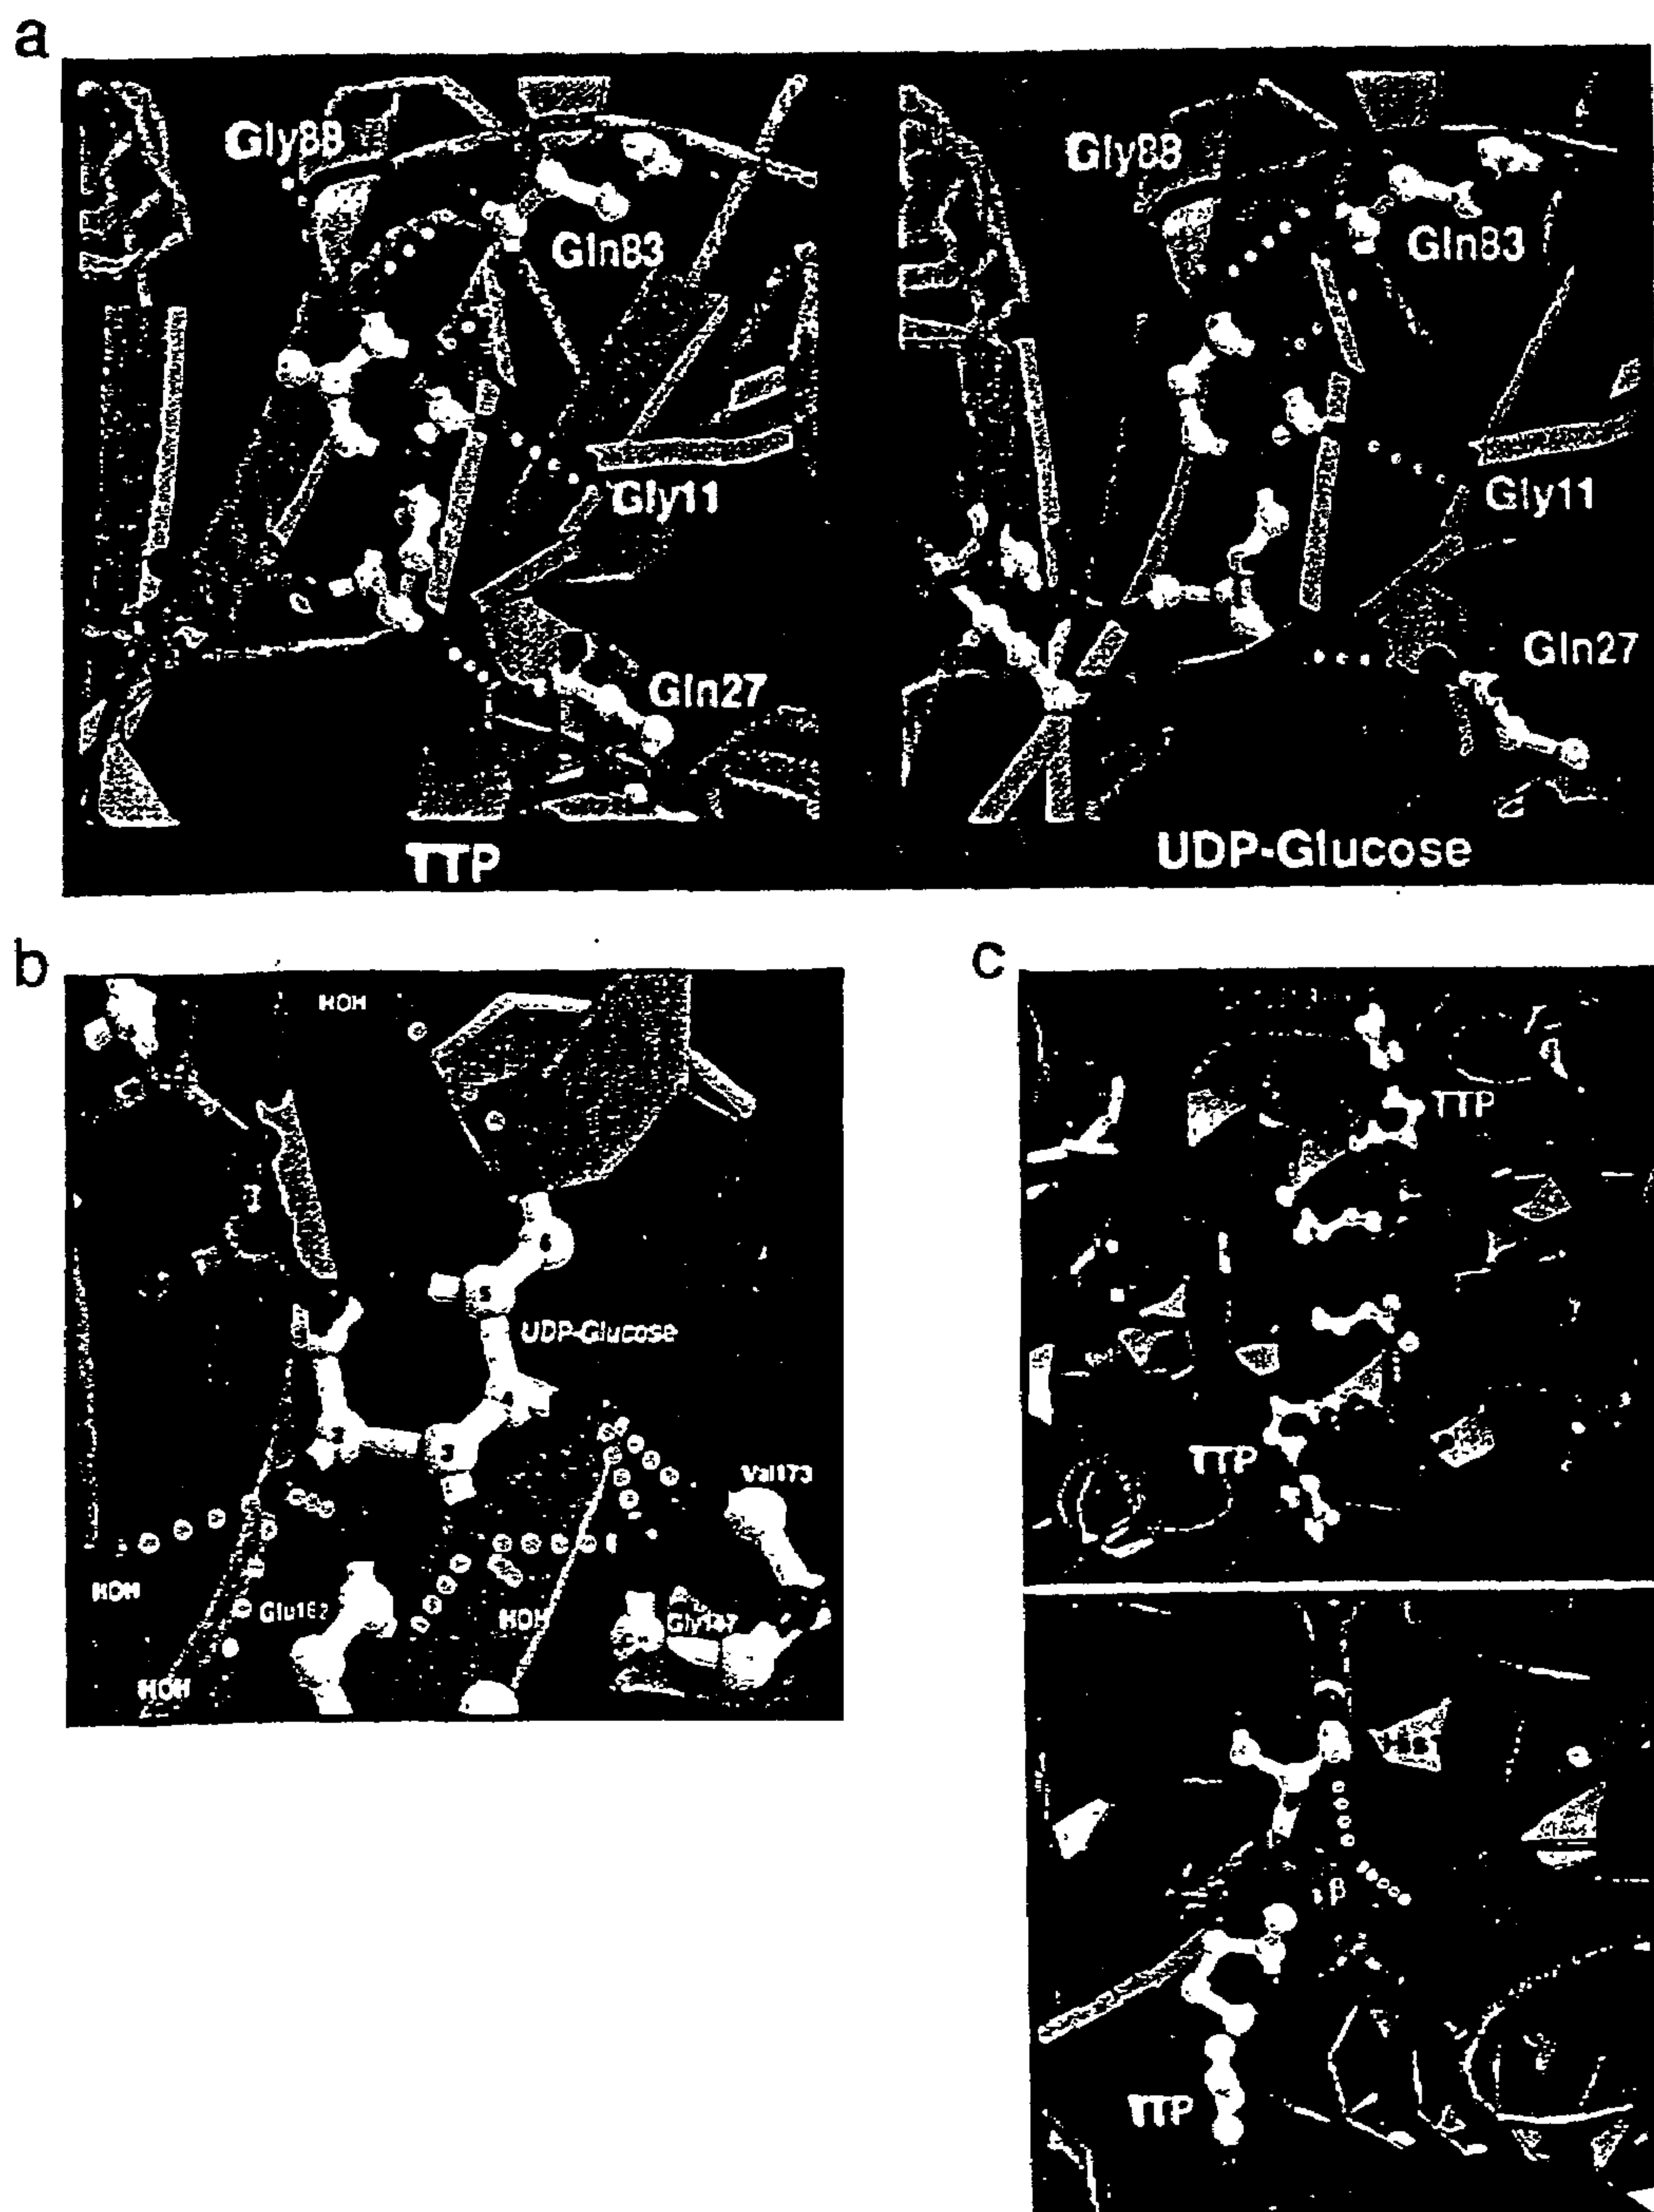 a
Gly88
Gln83
Gly11
Gln27
TTP
Gly88
Gln83
Gly11
Gln27
UDP-Glucose
b
HOH
UDP-Glucose
Val173
HOH
Glu162
HOH
Gly147
HOH
c
TTP
TTP
β
TTP